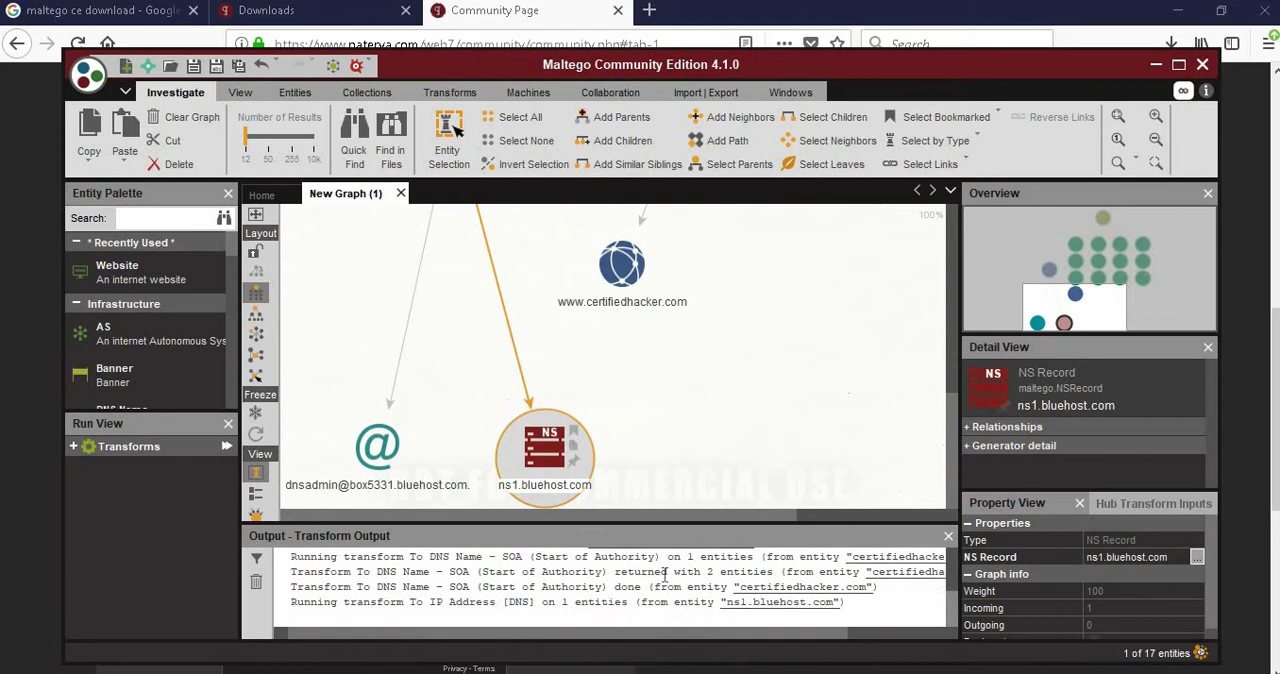 maltego ce download - Google
Downloads
Community Page
https://www.paterva.com/web7/community/community.php#tab-1
Search
Maltego Community Edition 4.1.0
Investigate View Entities Collections Transforms Machines Collaboration Import | Export Windows
Copy
Paste
Clear Graph
Cut
Delete
Number of Results
12 50 255 10k
Quick Find
Find in Files
Entity Selection
Select All
Select None
Invert Selection
Add Parents
Add Children
Add Similar Siblings
Add Neighbors
Add Path
Select Parents
Select Children
Select Neighbors
Select Leaves
Select Bookmarked
Select by Type
Select Links
Reverse Links
Entity Palette
Search:
* Recently Used *
Website
An internet website
Infrastructure
AS
An internet Autonomous Sys
Banner
Banner
Run View
Transforms
Home
New Graph (1)
Layout
Freeze
View
100%
www.certifiedhacker.com
@
dnsadmin@box5331.bluehost.com.
NS
ns1.bluehost.com
NOT FOR COMMERCIAL USE
Output - Transform Output
Running transform To DNS Name - SOA (Start of Authority) on 1 entities (from entity "certifiedhacke
Transform To DNS Name - SOA (Start of Authority) returned with 2 entities (from entity "certifiedha
Transform To DNS Name - SOA (Start of Authority) done (from entity "certifiedhacker.com")
Running transform To IP Address [DNS] on 1 entities (from entity "ns1.bluehost.com")
Overview
Detail View
NS
NS Record
maltego.NSRecord
ns1.bluehost.com
Relationships
Generator detail
Property View
Hub Transform Inputs
Properties
Type NS Record
NS Record ns1.bluehost.com
Graph info
Weight 100
Incoming 1
Outgoing 0
1 of 17 entities
Privacy - Terms